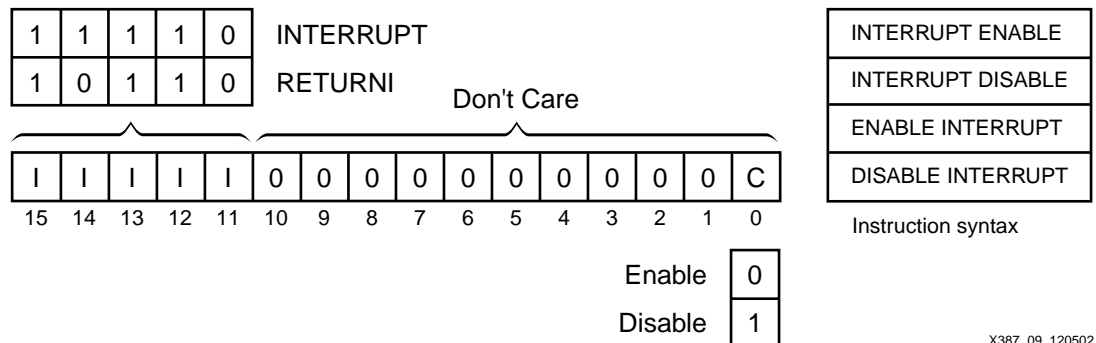 1 1 1 1 0 INTERRUPT
1 0 1 1 0 RETURNI
Don't Care
I I I I I 0 0 0 0 0 0 0 0 0 0 C
15 14 13 12 11 10 9 8 7 6 5 4 3 2 1 0
Enable 0
Disable 1
INTERRUPT ENABLE
INTERRUPT DISABLE
ENABLE INTERRUPT
DISABLE INTERRUPT
Instruction syntax
X387_09_120502